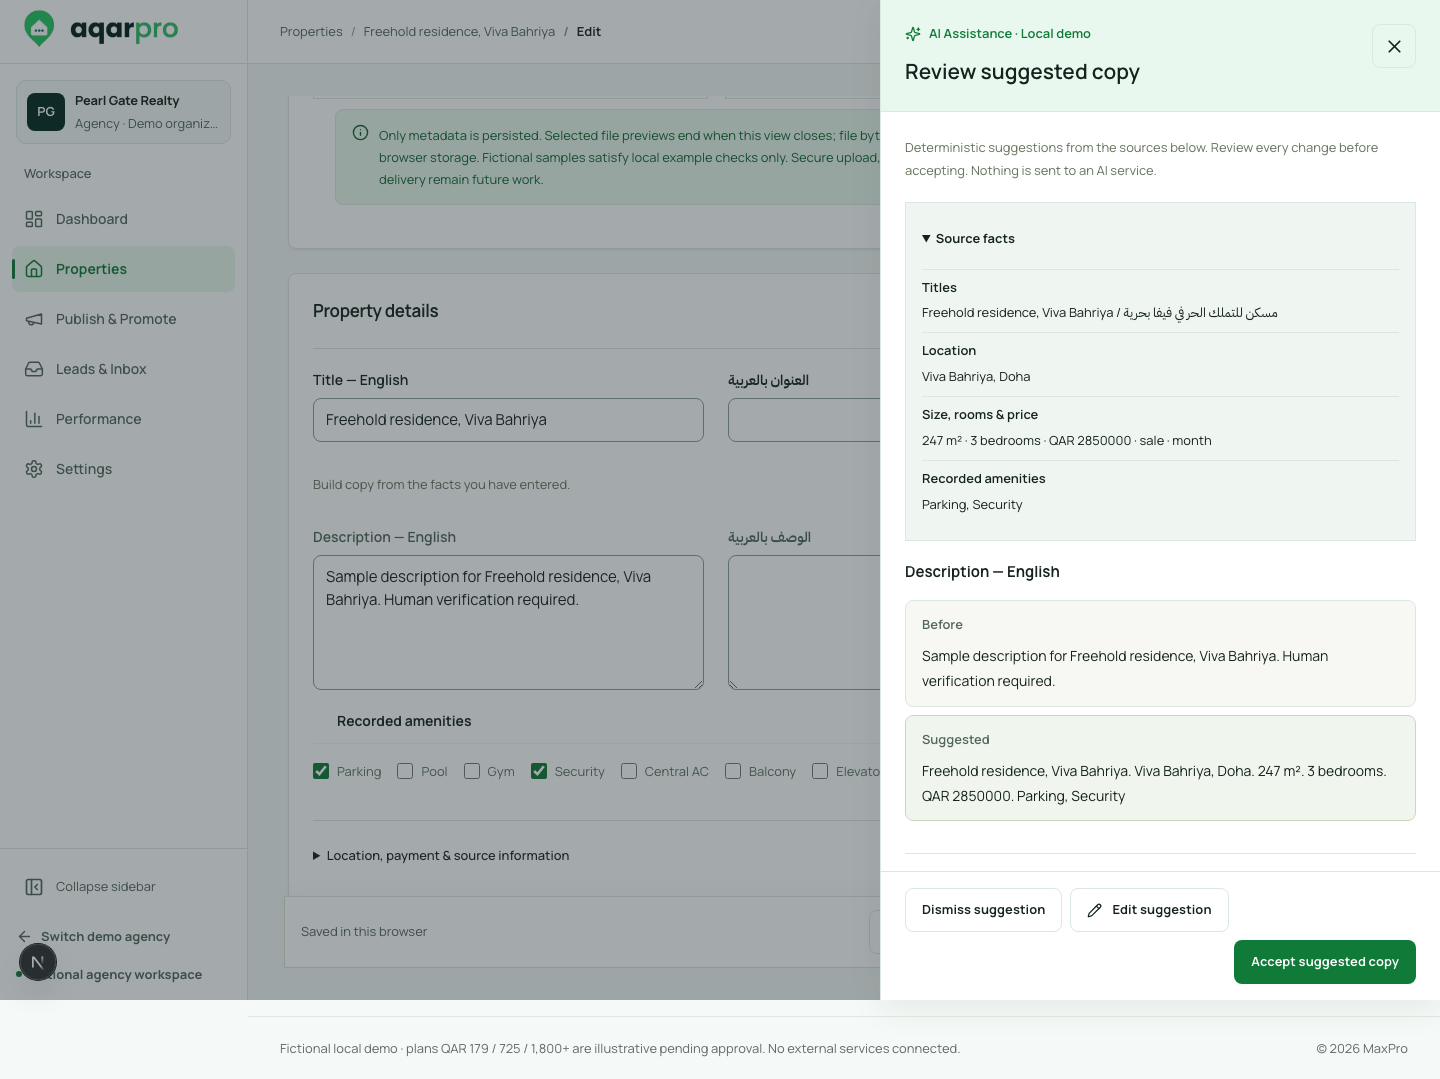 aqarpro
PG
Pearl Gate Realty
Agency · Demo organiz...
Workspace
Dashboard
Properties
Publish & Promote
Leads & Inbox
Performance
Settings
Collapse sidebar
Switch demo agency
tional agency workspace
N
Properties / Freehold residence, Viva Bahriya / Edit
Only metadata is persisted. Selected file previews end when this view closes; file byt
browser storage. Fictional samples satisfy local example checks only. Secure upload,
delivery remain future work.
Property details
Title — English
العنوان بالعربية
Freehold residence, Viva Bahriya
Build copy from the facts you have entered.
Description — English
الوصف بالعربية
Sample description for Freehold residence, Viva
Bahriya. Human verification required.
Recorded amenities
Parking Pool Gym Security Central AC Balcony Elevato
Location, payment & source information
Saved in this browser
AI Assistance · Local demo
Review suggested copy
Deterministic suggestions from the sources below. Review every change before
accepting. Nothing is sent to an AI service.
Source facts
Titles
Freehold residence, Viva Bahriya / مسكن للتملك الحر في فيفا بحرية
Location
Viva Bahriya, Doha
Size, rooms & price
247 m² · 3 bedrooms · QAR 2850000 · sale · month
Recorded amenities
Parking, Security
Description — English
Before
Sample description for Freehold residence, Viva Bahriya. Human
verification required.
Suggested
Freehold residence, Viva Bahriya. Viva Bahriya, Doha. 247 m². 3 bedrooms.
QAR 2850000. Parking, Security
Dismiss suggestion
Edit suggestion
Accept suggested copy
Fictional local demo · plans QAR 179 / 725 / 1,800+ are illustrative pending approval. No external services connected.
© 2026 MaxPro